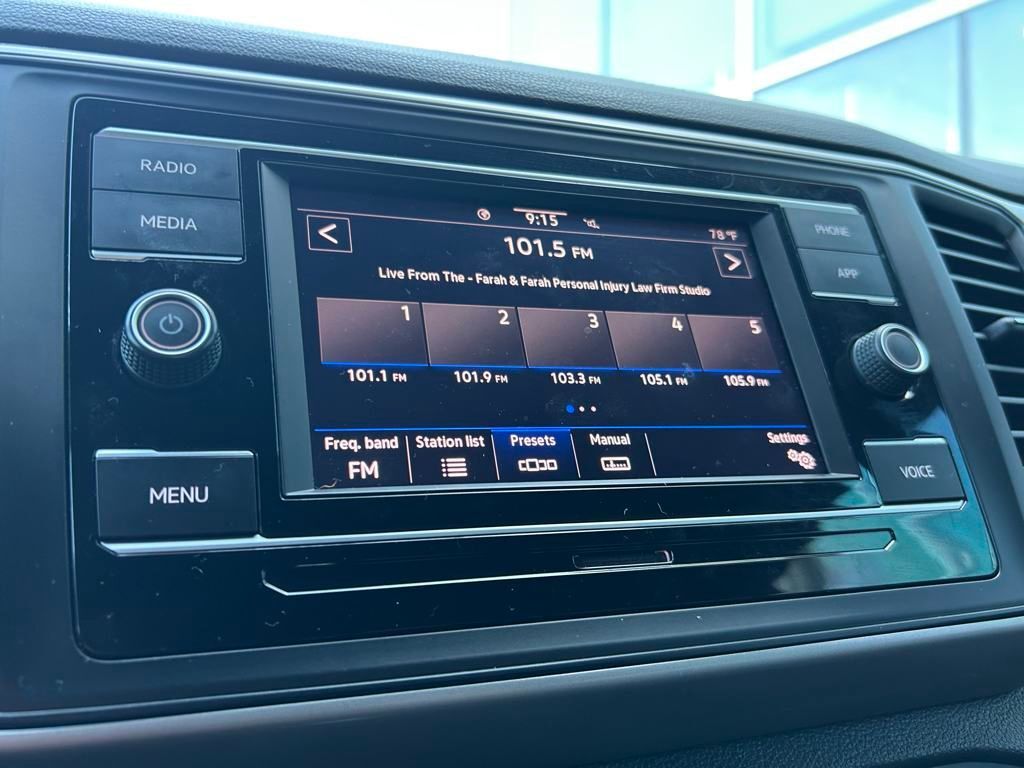 RADIO
MEDIA
MENU
9:15
78°F
<
101.5 FM
>
Live From The - Farah & Farah Personal Injury Law Firm Studio
1 2 3 4 5
101.1 FM 101.9 FM 103.3 FM 105.1 FM 105.9 FM
Freq. band Station list Presets Manual Settings
FM
PHONE
APP
VOICE